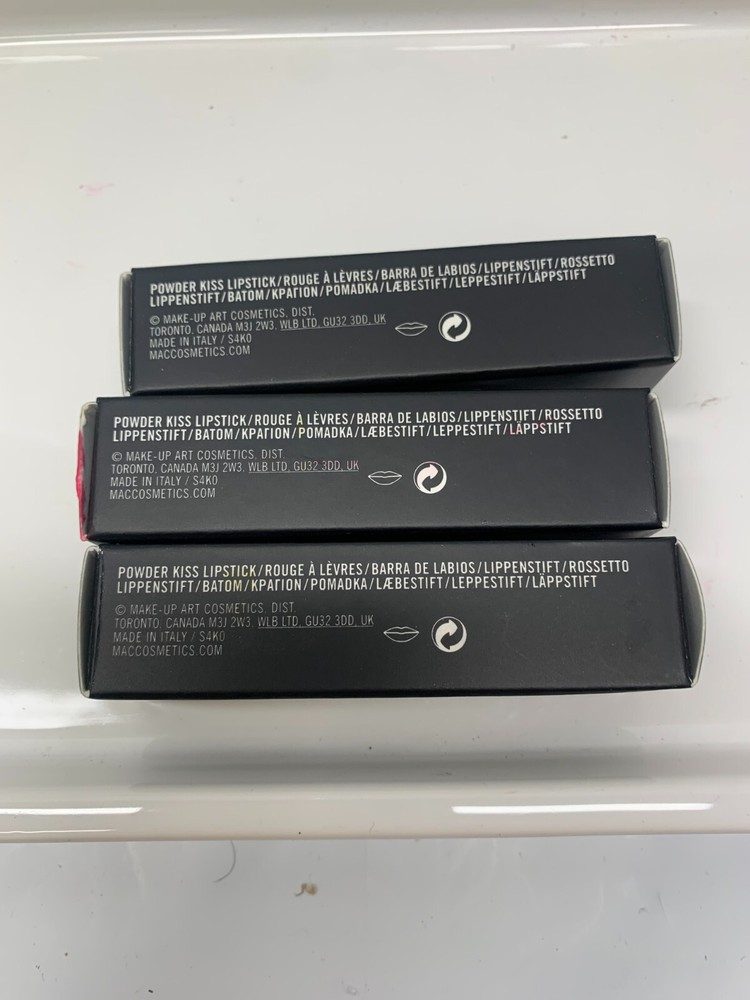 POWDER KISS LIPSTICK/ROUGE À LÈVRES/BARRA DE LABIOS/LIPPENSTIFT/ROSSETTO
LIPPENSTIFT/BATOM/ΚΡΑΓΙΟΝ/POMADKA/LÆBESTIFT/LEPPESTIFT/LÄPPSTIFT
© MAKE-UP ART COSMETICS, DIST.
TORONTO, CANADA M3J 2W3. WLB LTD, GU32 3DD, UK
MADE IN ITALY / S4K0
MACCOSMETICS.COM
POWDER KISS LIPSTICK/ROUGE À LÈVRES/BARRA DE LABIOS/LIPPENSTIFT/ROSSETTO
LIPPENSTIFT/BATOM/ΚΡΑΓΙΟΝ/POMADKA/LÆBESTIFT/LEPPESTIFT/LÄPPSTIFT
© MAKE-UP ART COSMETICS, DIST.
TORONTO, CANADA M3J 2W3. WLB LTD, GU32 3DD, UK
MADE IN ITALY / S4K0
MACCOSMETICS.COM
POWDER KISS LIPSTICK/ROUGE À LÈVRES/BARRA DE LABIOS/LIPPENSTIFT/ROSSETTO
LIPPENSTIFT/BATOM/ΚΡΑΓΙΟΝ/POMADKA/LÆBESTIFT/LEPPESTIFT/LÄPPSTIFT
© MAKE-UP ART COSMETICS, DIST.
TORONTO, CANADA M3J 2W3. WLB LTD, GU32 3DD, UK
MADE IN ITALY / S4K0
MACCOSMETICS.COM